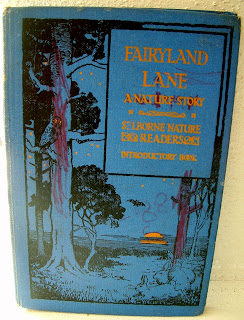 FAIRYLAND
LANE
A·NATURE·STORY
SELBORNE NATURE
READERS
INTRODUCTORY BOOK